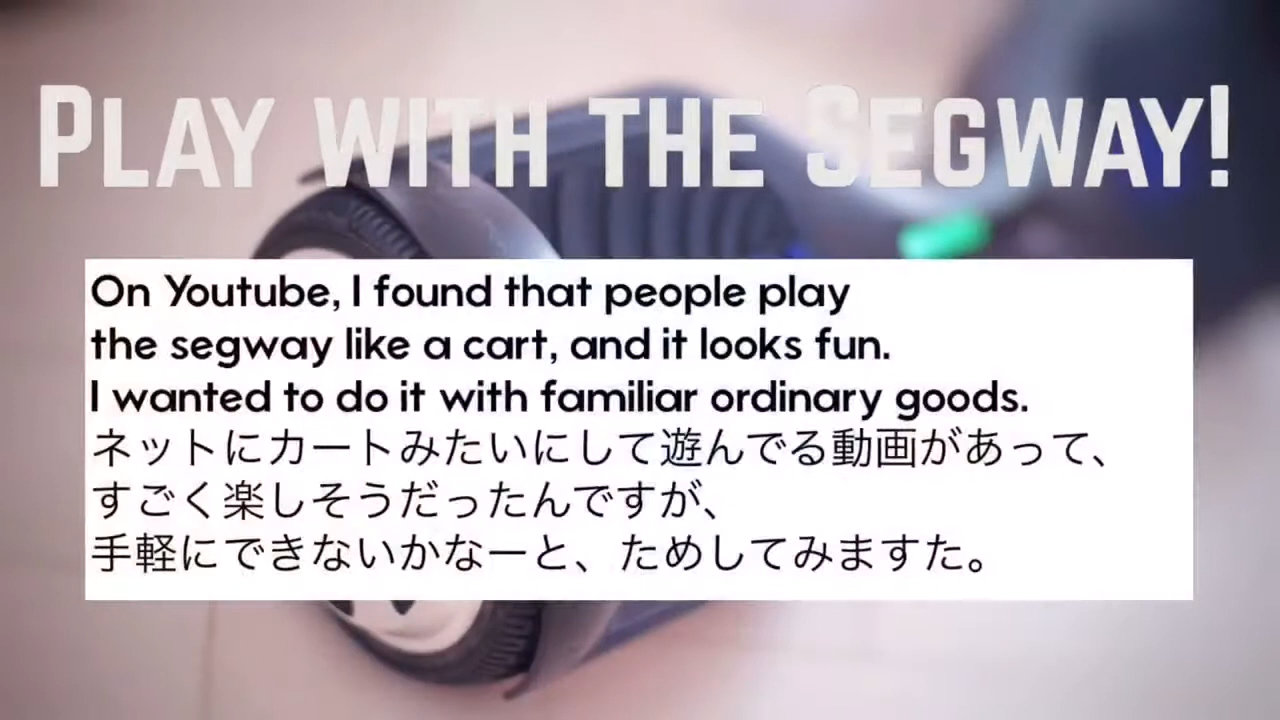 PLAY WITH THE SEGWAY!
On Youtube, I found that people play
the segway like a cart, and it looks fun.
I wanted to do it with familiar ordinary goods.
ネットにカートみたいにして遊んでる動画があって、
すごく楽しそうだったんですが、
手軽にできないかなーと、ためしてみますた。